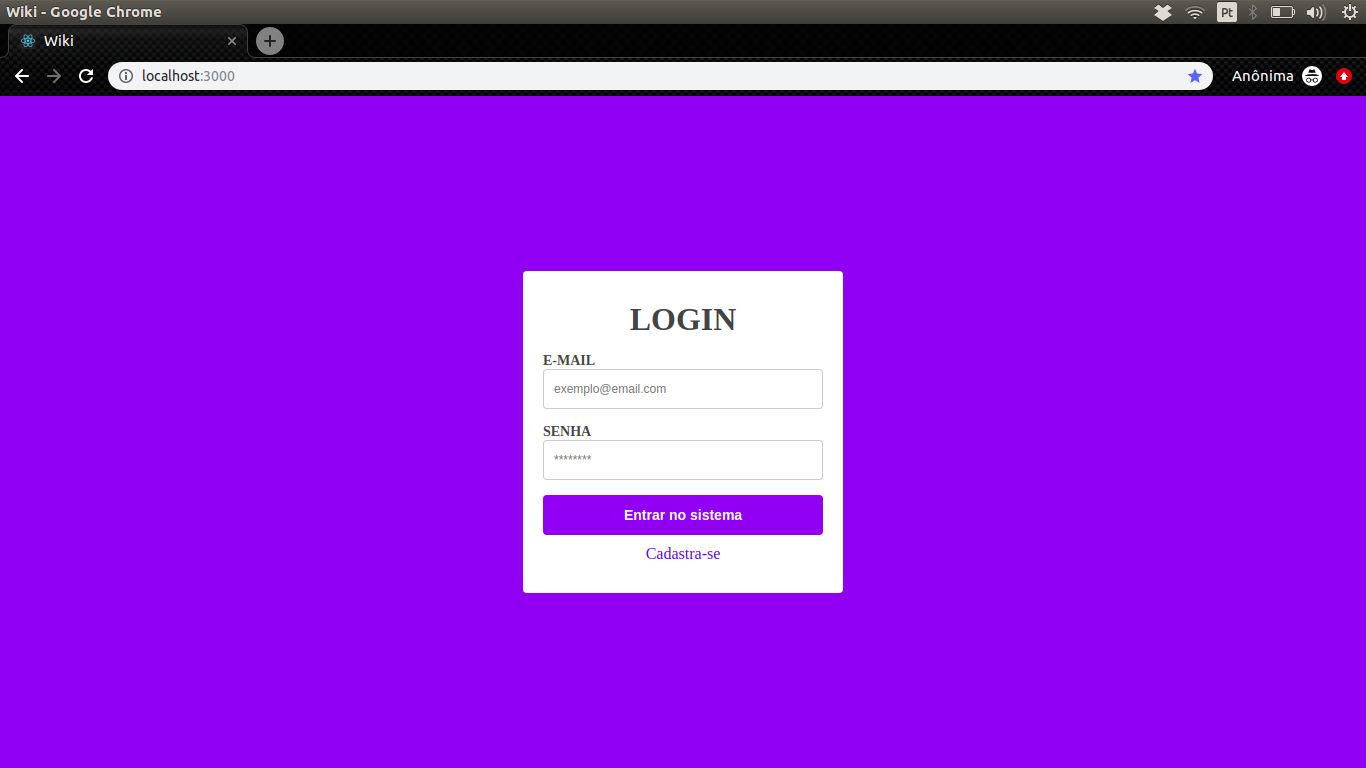 Wiki - Google Chrome
Pt
Wiki
localhost:3000
Anônima
LOGIN
E-MAIL
exemplo@email.com
SENHA
********
Entrar no sistema
Cadastra-se